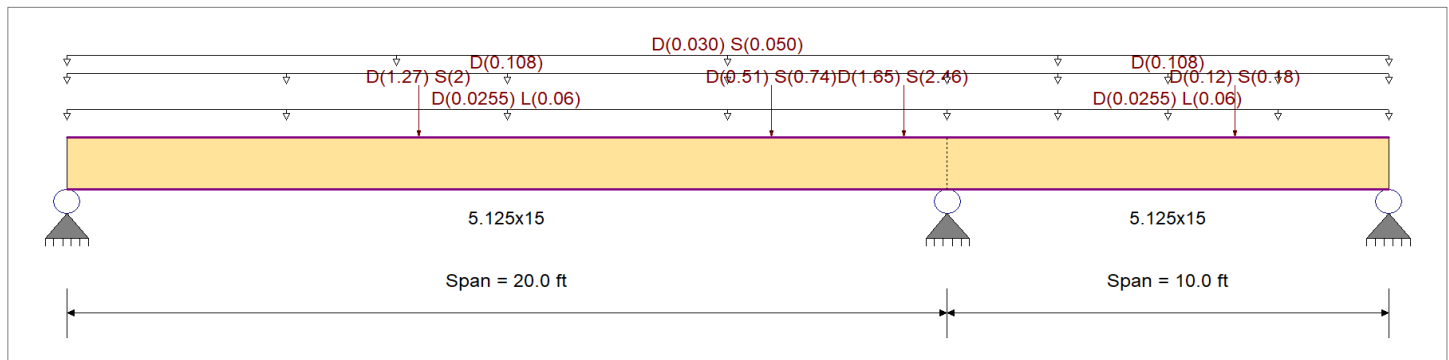 D(0.030) S(0.050)
D(0.108) D(0.108)
D(1.27) S(2) D(0.51) S(0.74) D(1.65) S(2.46) D(0.12) S(0.18)
D(0.0255) L(0.06) D(0.0255) L(0.06)
5.125x15 5.125x15
Span = 20.0 ft Span = 10.0 ft